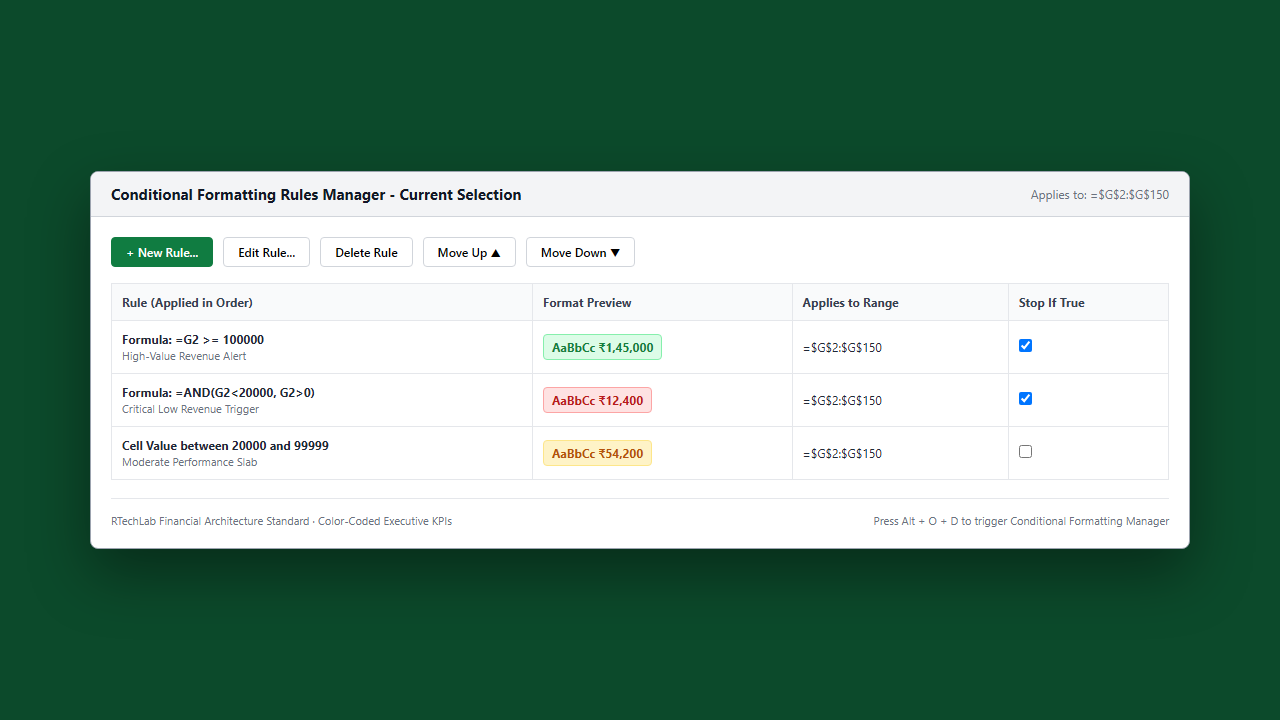 Conditional Formatting Rules Manager - Current Selection
Applies to: =$G$2:$G$150
+ New Rule...
Edit Rule...
Delete Rule
Move Up ▲
Move Down ▼
Rule (Applied in Order)
Format Preview
Applies to Range
Stop If True
Formula: =G2 >= 100000
High-Value Revenue Alert
AaBbCc ₹1,45,000
=$G$2:$G$150
Formula: =AND(G2<20000, G2>0)
Critical Low Revenue Trigger
AaBbCc ₹12,400
=$G$2:$G$150
Cell Value between 20000 and 99999
Moderate Performance Slab
AaBbCc ₹54,200
=$G$2:$G$150
RTechLab Financial Architecture Standard · Color-Coded Executive KPIs
Press Alt + O + D to trigger Conditional Formatting Manager